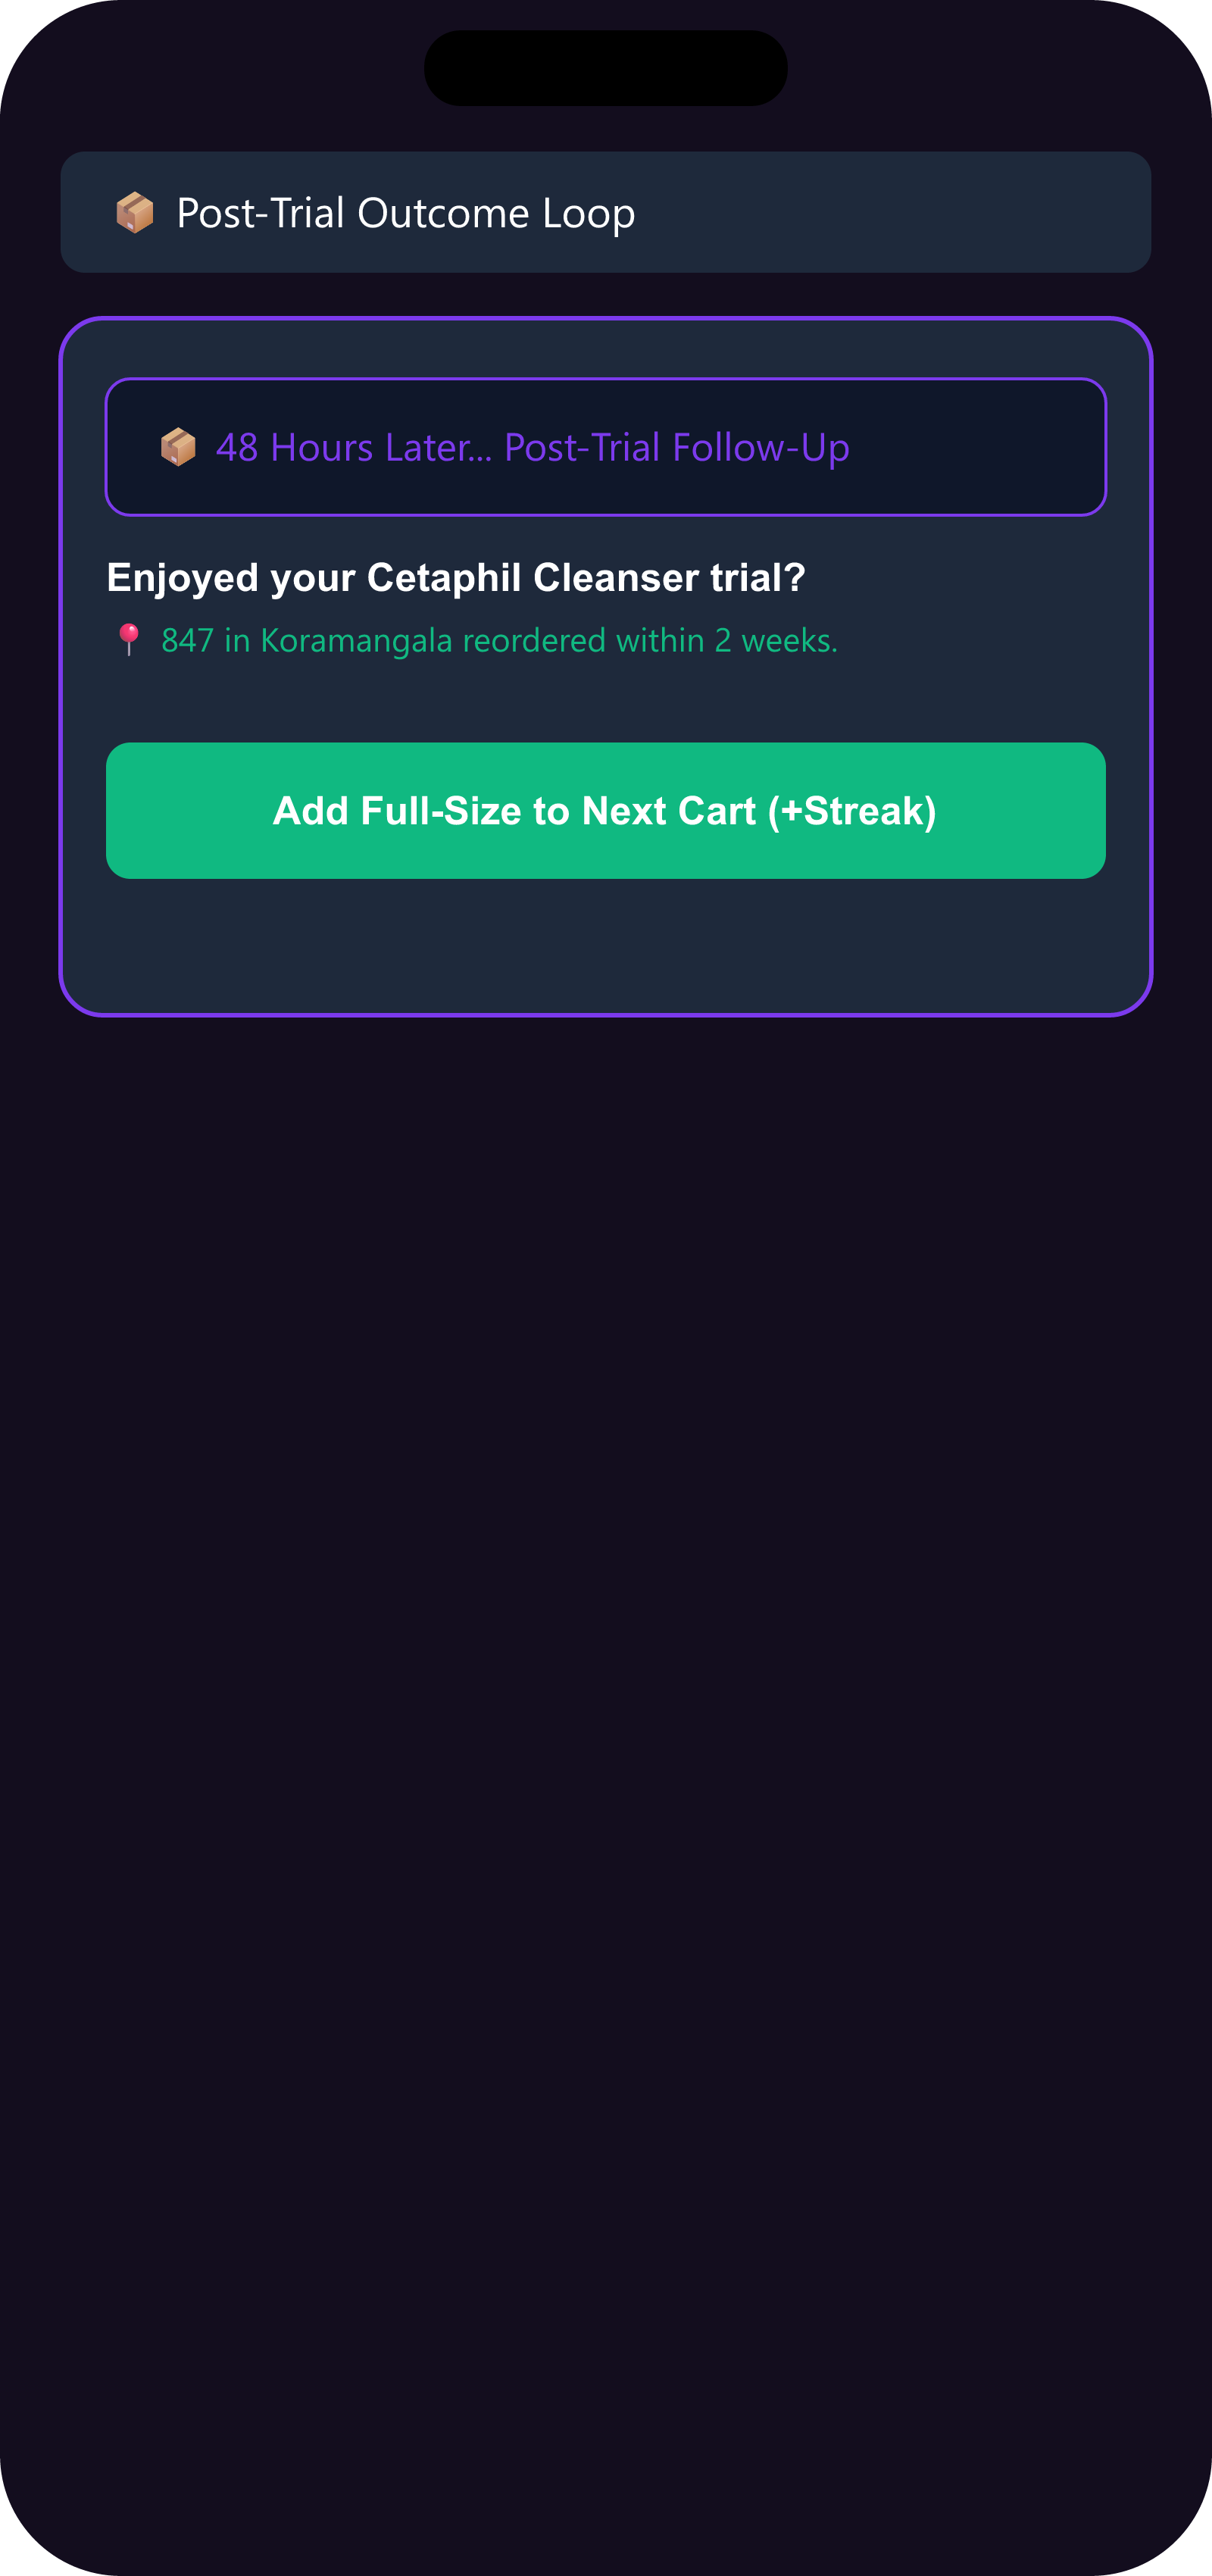 📦 Post-Trial Outcome Loop
📦 48 Hours Later... Post-Trial Follow-Up
Enjoyed your Cetaphil Cleanser trial?
📍 847 in Koramangala reordered within 2 weeks.
Add Full-Size to Next Cart (+Streak)